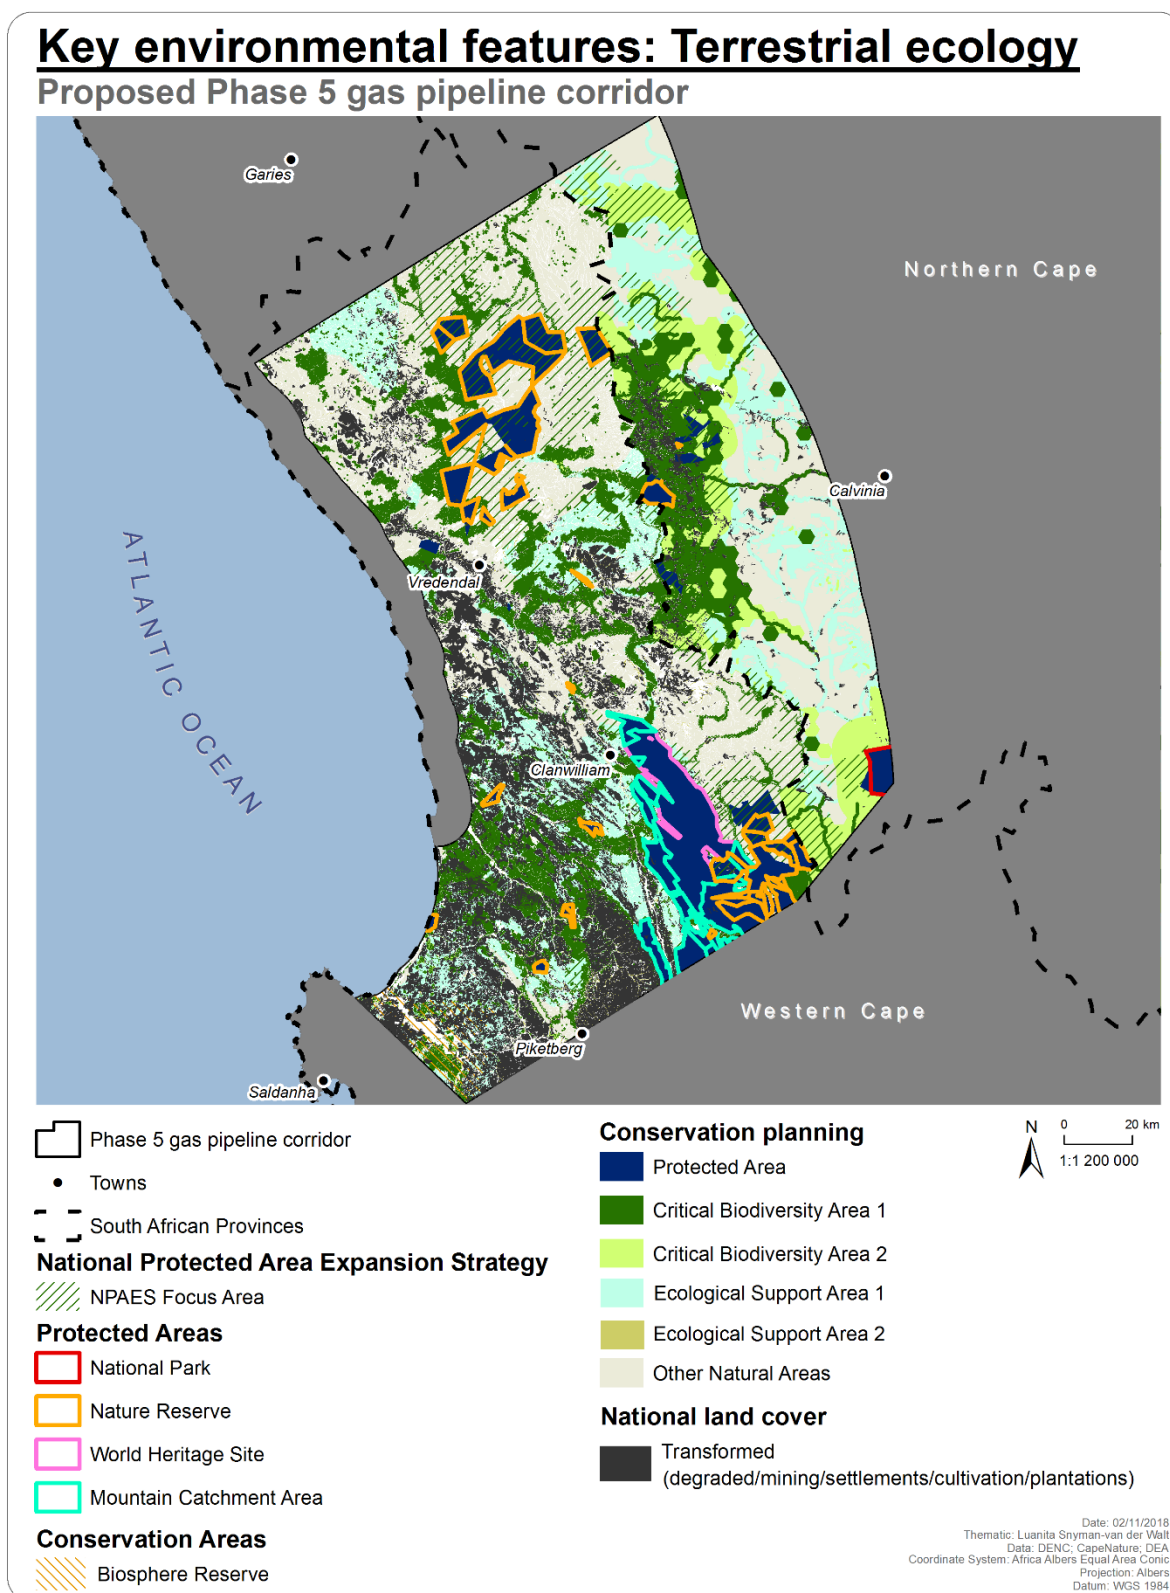 Key environmental features: Terrestrial ecology
Proposed Phase 5 gas pipeline corridor
Garies
Northern Cape
Calvinia
ATLANTIC OCEAN
Vredendal
Clanwilliam
Western Cape
Piketberg
Saldanha
Phase 5 gas pipeline corridor
Towns
South African Provinces
National Protected Area Expansion Strategy
NPAES Focus Area
Protected Areas
National Park
Nature Reserve
World Heritage Site
Mountain Catchment Area
Conservation Areas
Biosphere Reserve
Conservation planning
Protected Area
Critical Biodiversity Area 1
Critical Biodiversity Area 2
Ecological Support Area 1
Ecological Support Area 2
Other Natural Areas
National land cover
Transformed
(degraded/mining/settlements/cultivation/plantations)
N
0 20 km
1:1 200 000
Date: 02/11/2018
Thematic: Luanita Snyman-van der Walt
Data: DENC; CapeNature; DEA
Coordinate System: Africa Albers Equal Area Conic
Projection: Albers
Datum: WGS 1984